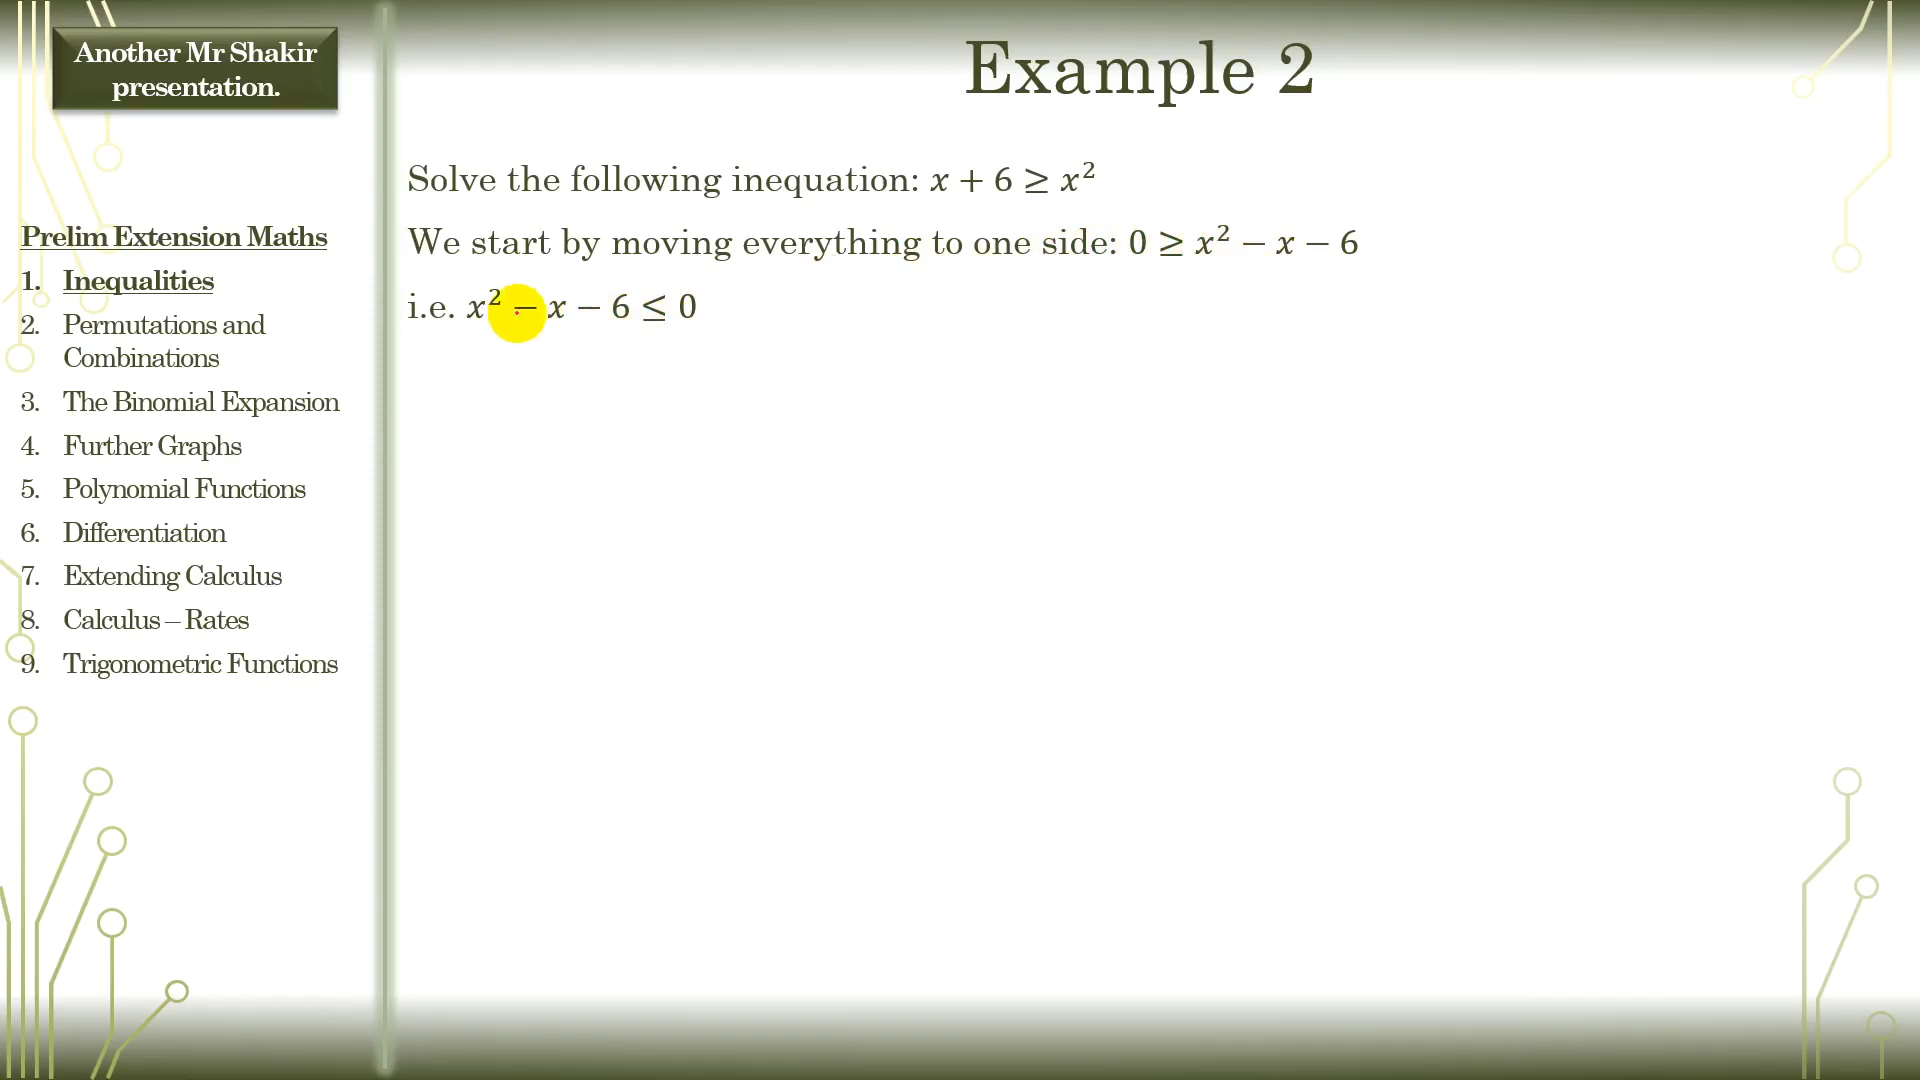 Another Mr Shakir
presentation.
Example 2
Solve the following inequation: x + 6 ≥ x²
We start by moving everything to one side: 0 ≥ x² − x − 6
i.e. x² − x − 6 ≤ 0
Prelim Extension Maths
1. Inequalities
2. Permutations and
Combinations
3. The Binomial Expansion
4. Further Graphs
5. Polynomial Functions
6. Differentiation
7. Extending Calculus
8. Calculus – Rates
9. Trigonometric Functions